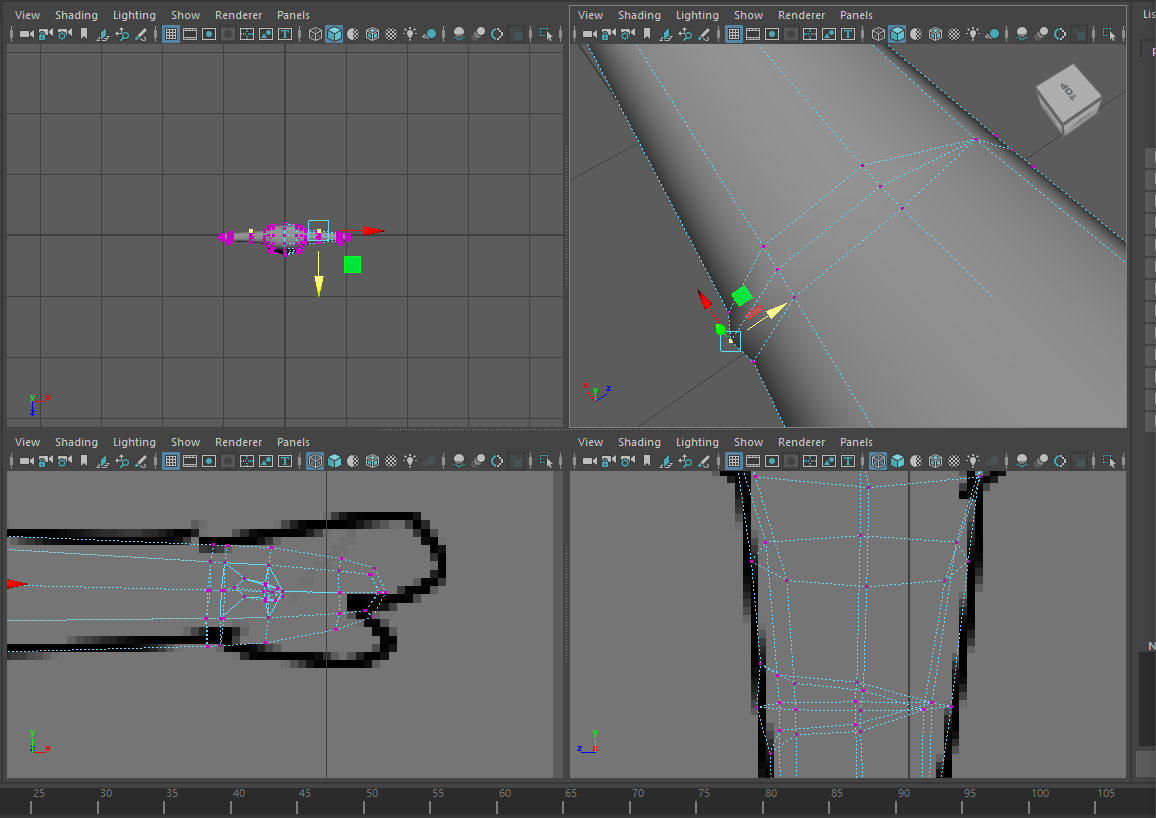 View Shading Lighting Show Renderer Panels
View Shading Lighting Show Renderer Panels
Lis
TOP
y x z
x y z
View Shading Lighting Show Renderer Panels
View Shading Lighting Show Renderer Panels
N
y z x
y z x
25 30 35 40 45 50 55 60 65 70 75 80 85 90 95 100 105